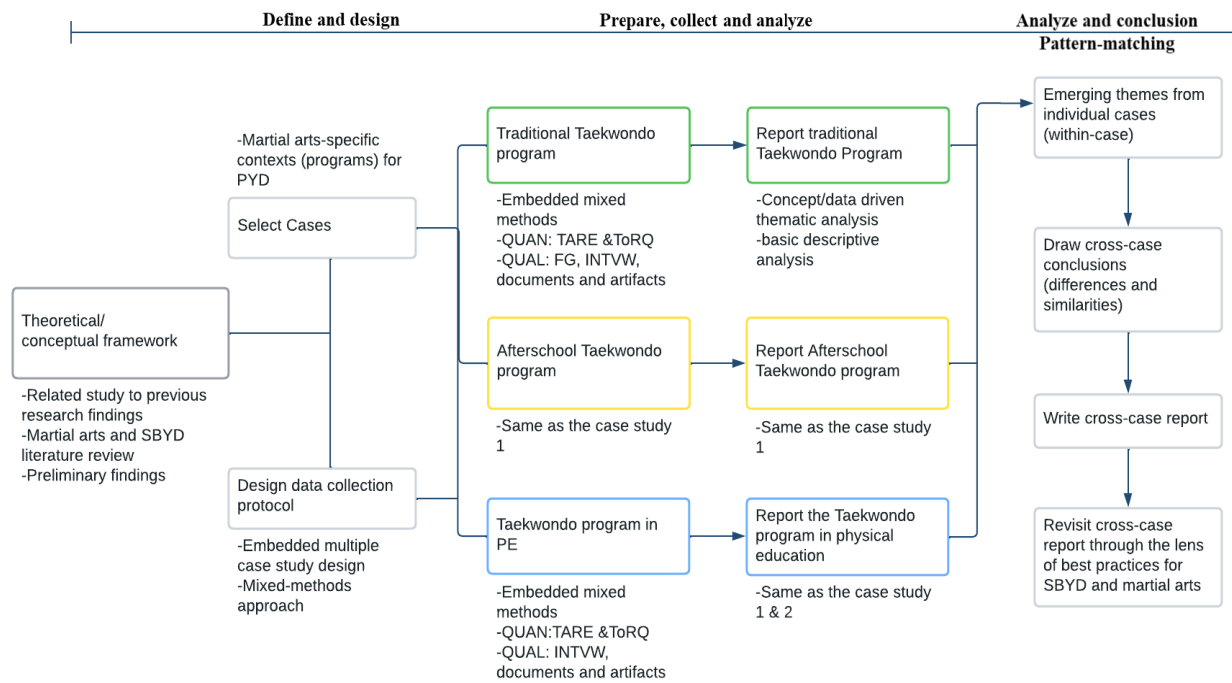 Define and design
Prepare, collect and analyze
Analyze and conclusion
Pattern-matching
Theoretical/
conceptual framework
-Related study to previous
research findings
-Martial arts and SBYD
literature review
-Preliminary findings
-Martial arts-specific
contexts (programs) for
PYD
Select Cases
Design data collection
protocol
-Embedded multiple
case study design
-Mixed-methods
approach
Traditional Taekwondo
program
-Embedded mixed
methods
-QUAN: TARE &ToRQ
-QUAL: FG, INTVW,
documents and artifacts
Report traditional
Taekwondo Program
-Concept/data driven
thematic analysis
-basic descriptive
analysis
Afterschool Taekwondo
program
-Same as the case study
1
Report Afterschool
Taekwondo program
-Same as the case study
1
Taekwondo program in
PE
-Embedded mixed
methods
-QUAN:TARE &ToRQ
-QUAL: INTVW,
documents and artifacts
Report the Taekwondo
program in physical
education
-Same as the case study
1 & 2
Emerging themes from
individual cases
(within-case)
Draw cross-case
conclusions
(differences and
similarities)
Write cross-case report
Revisit cross-case
report through the lens
of best practices for
SBYD and martial arts